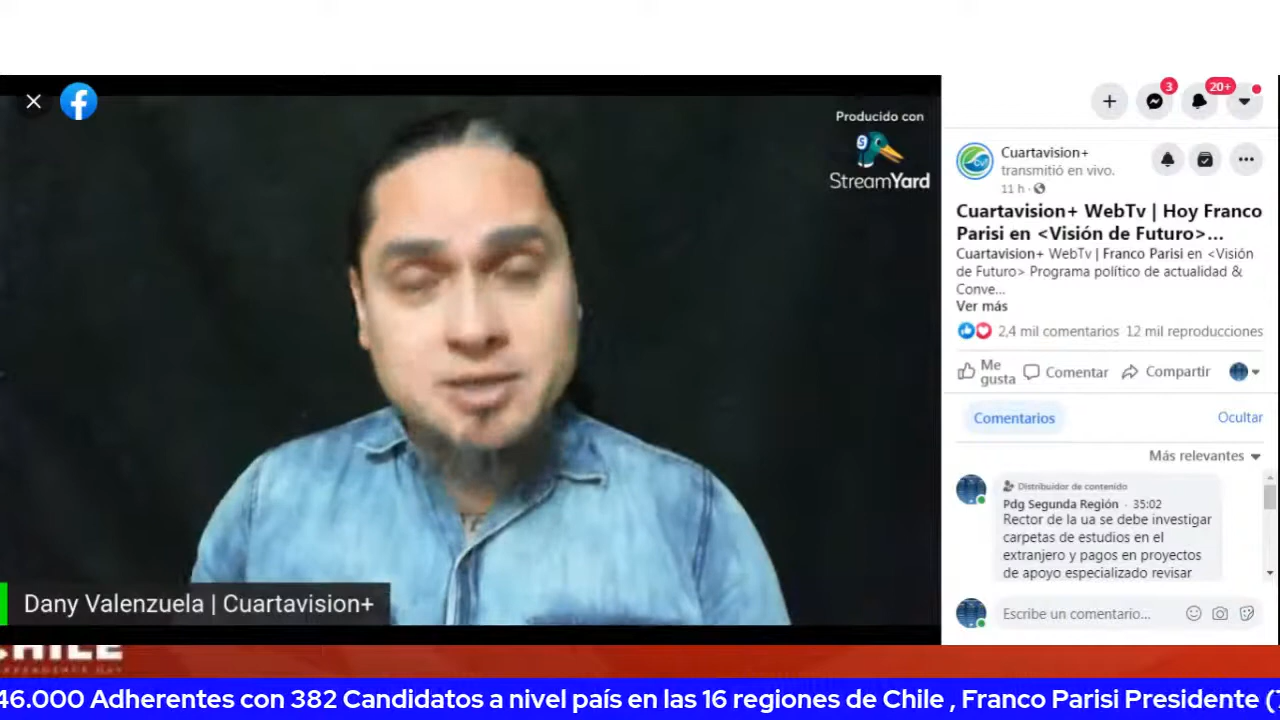 Producido con
StreamYard
3
20+
Cuartavision+
transmitió en vivo.
11 h ·
Cuartavision+ WebTv | Hoy Franco
Parisi en <Visión de Futuro>...
Cuartavision+ WebTv | Franco Parisi en <Visión
de Futuro> Programa político de actualidad &
Conve...
Ver más
2,4 mil comentarios 12 mil reproducciones
Me gusta
Comentar
Compartir
Comentarios
Ocultar
Más relevantes
Distribuidor de contenido
Pdg Segunda Región · 35:02
Rector de la ua se debe investigar
carpetas de estudios en el
extranjero y pagos en proyectos
de apoyo especializado revisar
Escribe un comentario...
Dany Valenzuela | Cuartavision+
CHILE
46.000 Adherentes con 382 Candidatos a nivel país en las 16 regiones de Chile , Franco Parisi Presidente (